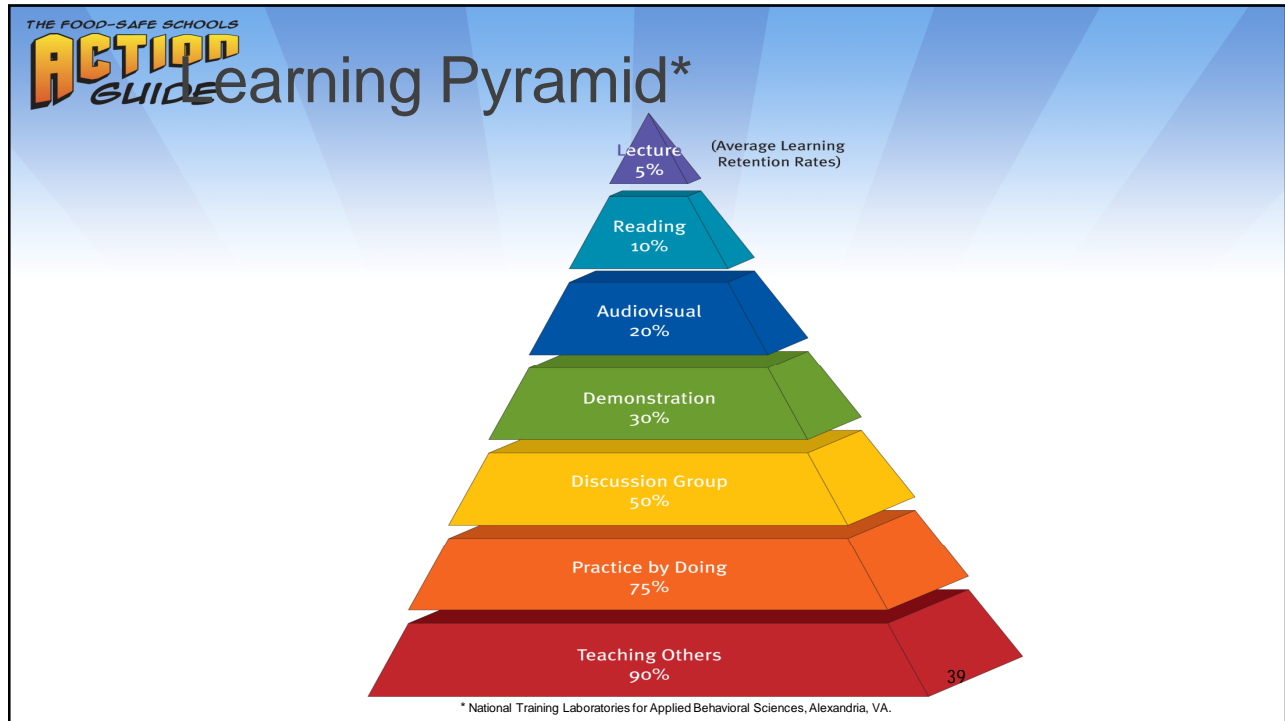 THE FOOD-SAFE SCHOOLS
ACTION
GUIDE
Learning Pyramid*
Lecture
5%
(Average Learning
Retention Rates)
Reading
10%
Audiovisual
20%
Demonstration
30%
Discussion Group
50%
Practice by Doing
75%
Teaching Others
90%
39
* National Training Laboratories for Applied Behavioral Sciences, Alexandria, VA.